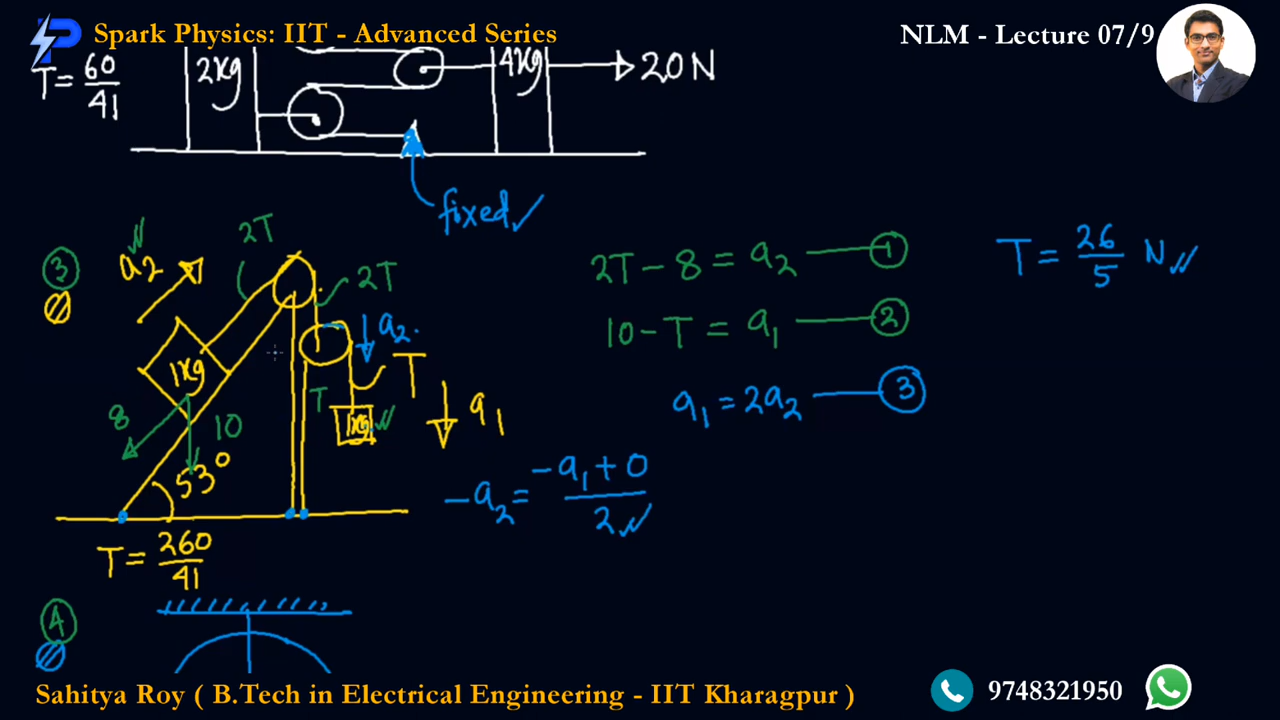 Spark Physics: IIT - Advanced Series
NLM - Lecture 07/9
T = 60/41
2kg
4kg
20N
fixed ✓
③
a₂
2T
2T
a₂
1kg
T
T
1kg
a₁
8
10
53°
T = 260/41
2T - 8 = a₂ — ①
10 - T = a₁ — ②
a₁ = 2a₂ — ③
-a₂ = (-a₁ + 0)/2
T = 26/5 N
④
Sahitya Roy ( B.Tech in Electrical Engineering - IIT Kharagpur )
9748321950